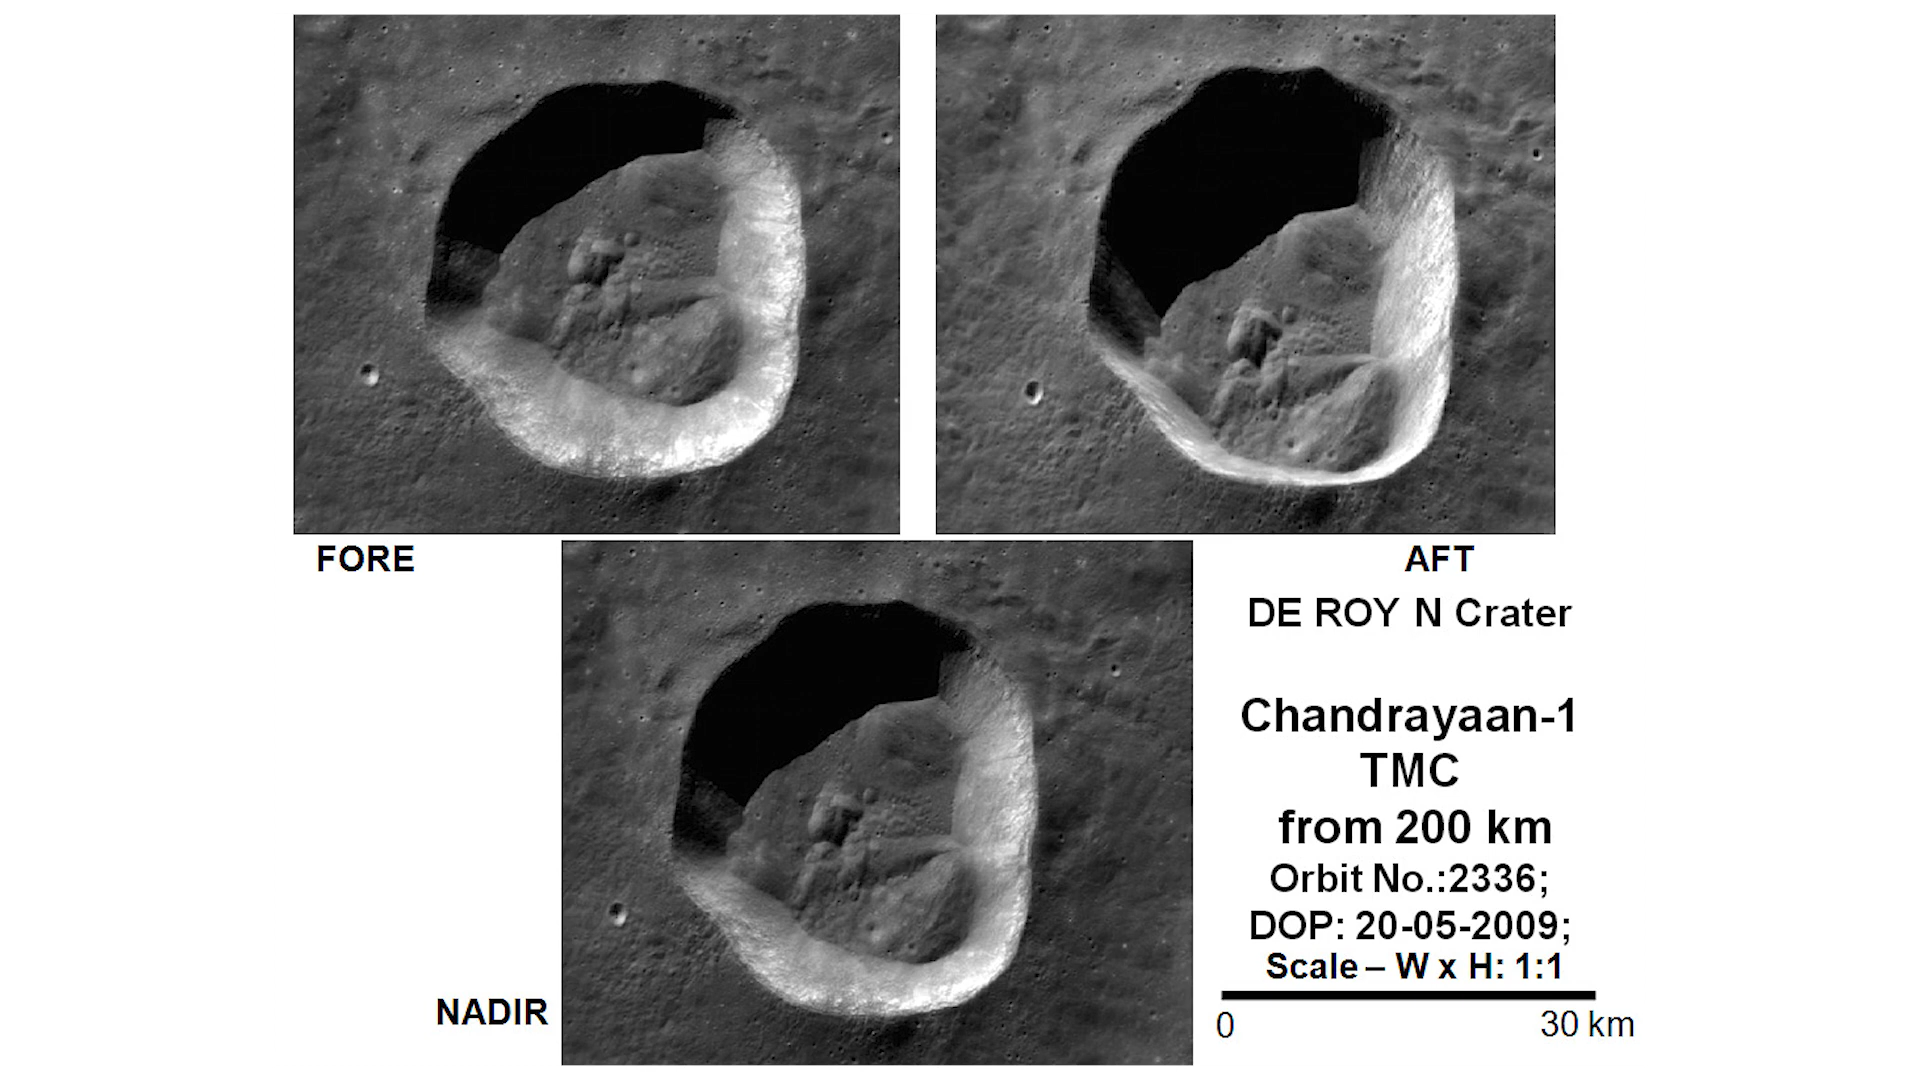 FORE
AFT
DE ROY N Crater
Chandrayaan-1
TMC
from 200 km
Orbit No.:2336;
DOP: 20-05-2009;
Scale – W x H: 1:1
NADIR
0
30 km